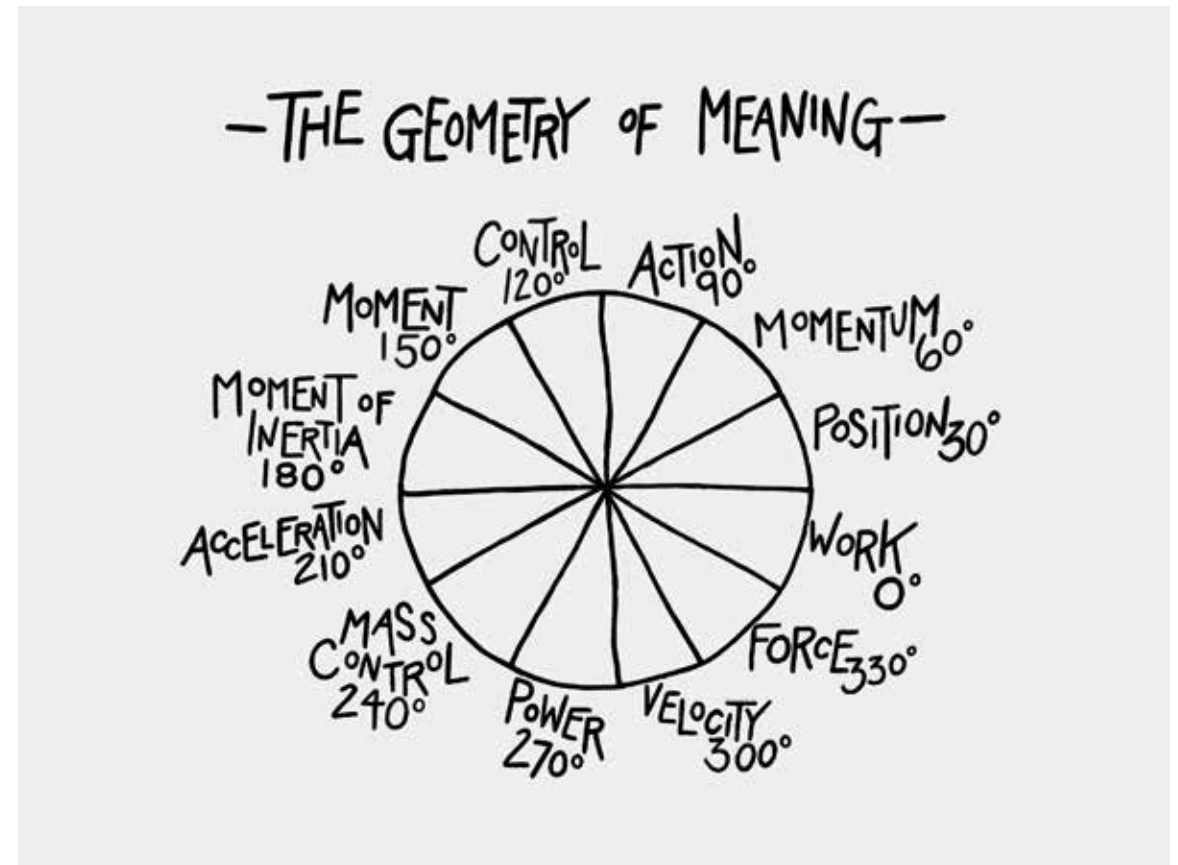 -THE GEOMETRY OF MEANING-
CONTROL
120°
ACTION
90°
MOMENTUM
60°
POSITION 30°
WORK
0°
FORCE 330°
VELOCITY
300°
POWER
270°
MASS
CONTROL
240°
ACCELERATION
210°
MOMENT OF
INERTIA
180°
MOMENT
150°